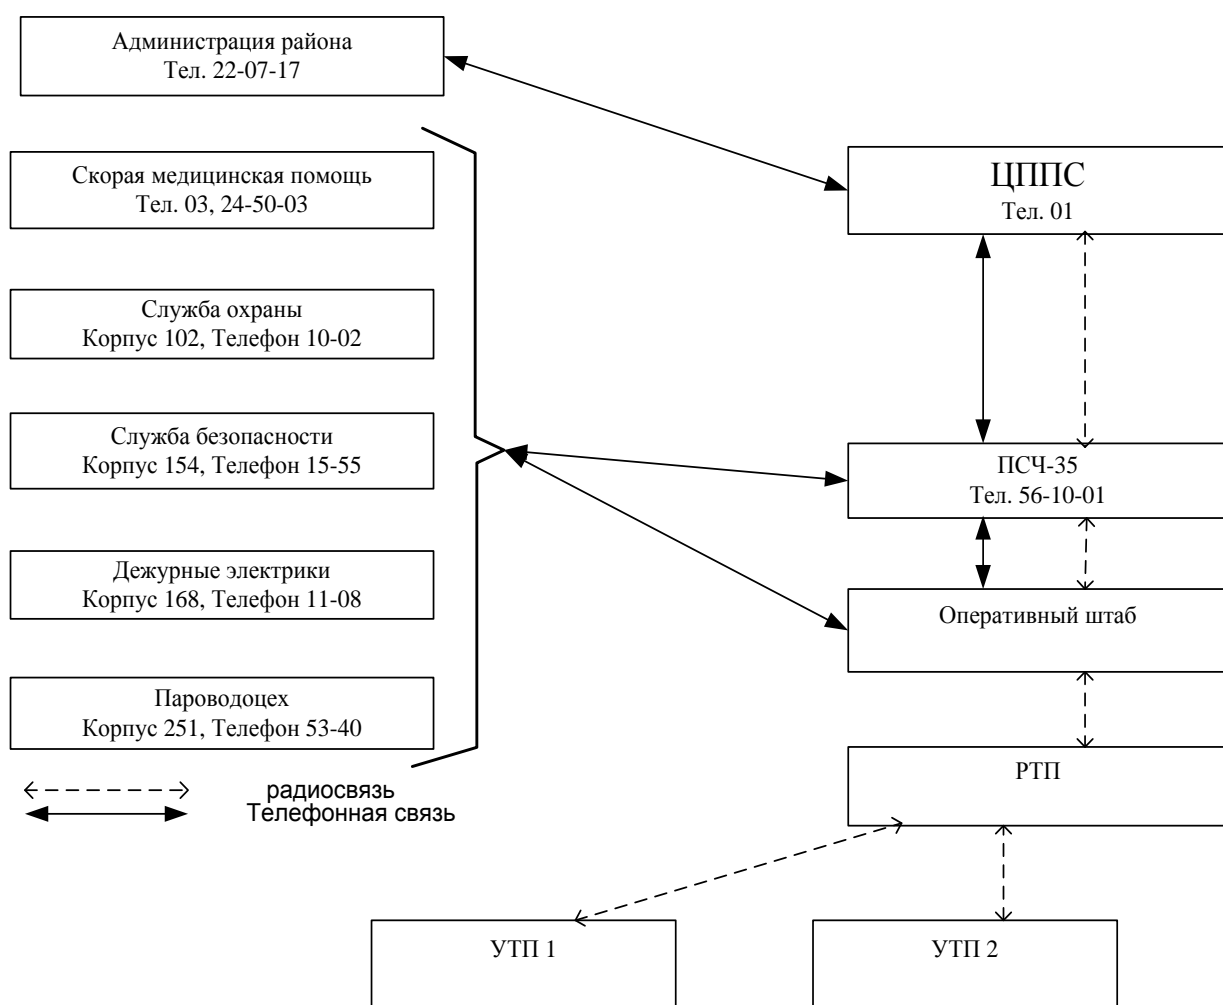 Администрация района
Тел. 22-07-17
Скорая медицинская помощь
Тел. 03, 24-50-03
Служба охраны
Корпус 102, Телефон 10-02
Служба безопасности
Корпус 154, Телефон 15-55
Дежурные электрики
Корпус 168, Телефон 11-08
Пароводоцех
Корпус 251, Телефон 53-40
радиосвязь
Телефонная связь
ЦППС
Тел. 01
ПСЧ-35
Тел. 56-10-01
Оперативный штаб
РТП
УТП 1
УТП 2